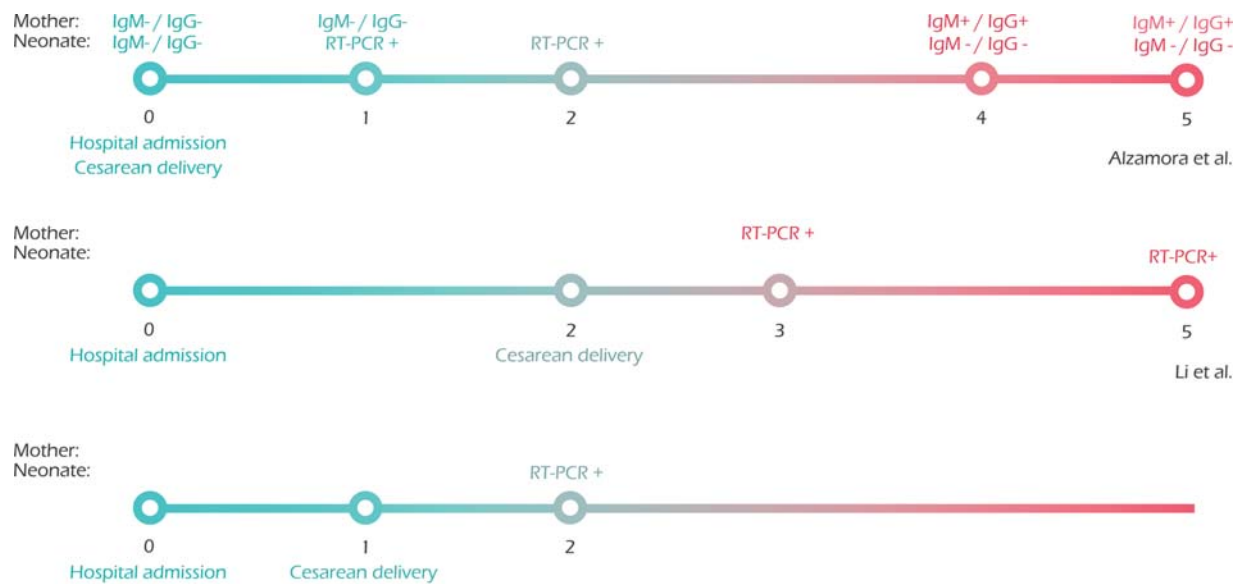 Mother: IgM- / IgG- IgM- / IgG- IgM+ / IgG+ IgM+ / IgG+
Neonate: IgM- / IgG- RT-PCR + RT-PCR + IgM - / IgG - IgM - / IgG -
0 1 2 4 5
Hospital admission
Cesarean delivery
Alzamora et al.
Mother: RT-PCR +
Neonate: RT-PCR+
0 2 3 5
Hospital admission Cesarean delivery
Li et al.
Mother:
Neonate: RT-PCR +
0 1 2
Hospital admission Cesarean delivery